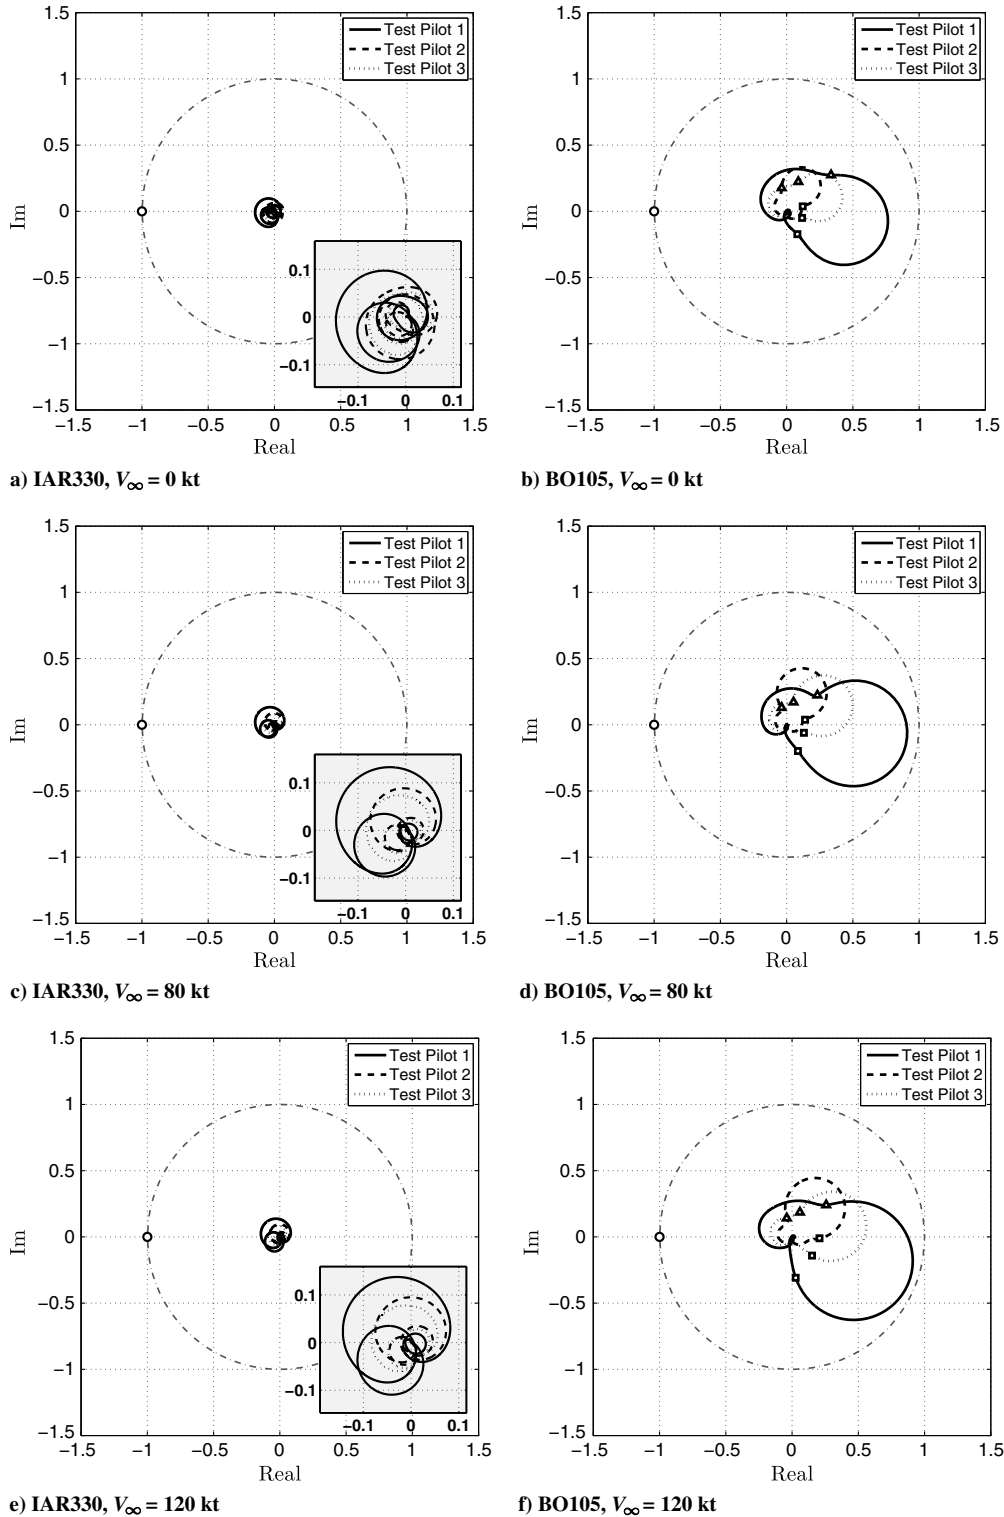 1.5
1
0.5
0
−0.5
−1
−1.5
−1.5
−1
−0.5
0
0.5
1
1.5
Im
Real
Test Pilot 1
Test Pilot 2
Test Pilot 3
0.1
0
−0.1
−0.1
0
0.1
a) IAR330, V∞ = 0 kt
1.5
1
0.5
0
−0.5
−1
−1.5
−1.5
−1
−0.5
0
0.5
1
1.5
Im
Real
Test Pilot 1
Test Pilot 2
Test Pilot 3
b) BO105, V∞ = 0 kt
1.5
1
0.5
0
−0.5
−1
−1.5
−1.5
−1
−0.5
0
0.5
1
1.5
Im
Real
Test Pilot 1
Test Pilot 2
Test Pilot 3
0.1
0
−0.1
−0.1
0
0.1
c) IAR330, V∞ = 80 kt
1.5
1
0.5
0
−0.5
−1
−1.5
−1.5
−1
−0.5
0
0.5
1
1.5
Im
Real
Test Pilot 1
Test Pilot 2
Test Pilot 3
d) BO105, V∞ = 80 kt
1.5
1
0.5
0
−0.5
−1
−1.5
−1.5
−1
−0.5
0
0.5
1
1.5
Im
Real
Test Pilot 1
Test Pilot 2
Test Pilot 3
0.1
0
−0.1
−0.1
0
0.1
e) IAR330, V∞ = 120 kt
1.5
1
0.5
0
−0.5
−1
−1.5
−1.5
−1
−0.5
0
0.5
1
1.5
Im
Real
Test Pilot 1
Test Pilot 2
Test Pilot 3
f) BO105, V∞ = 120 kt